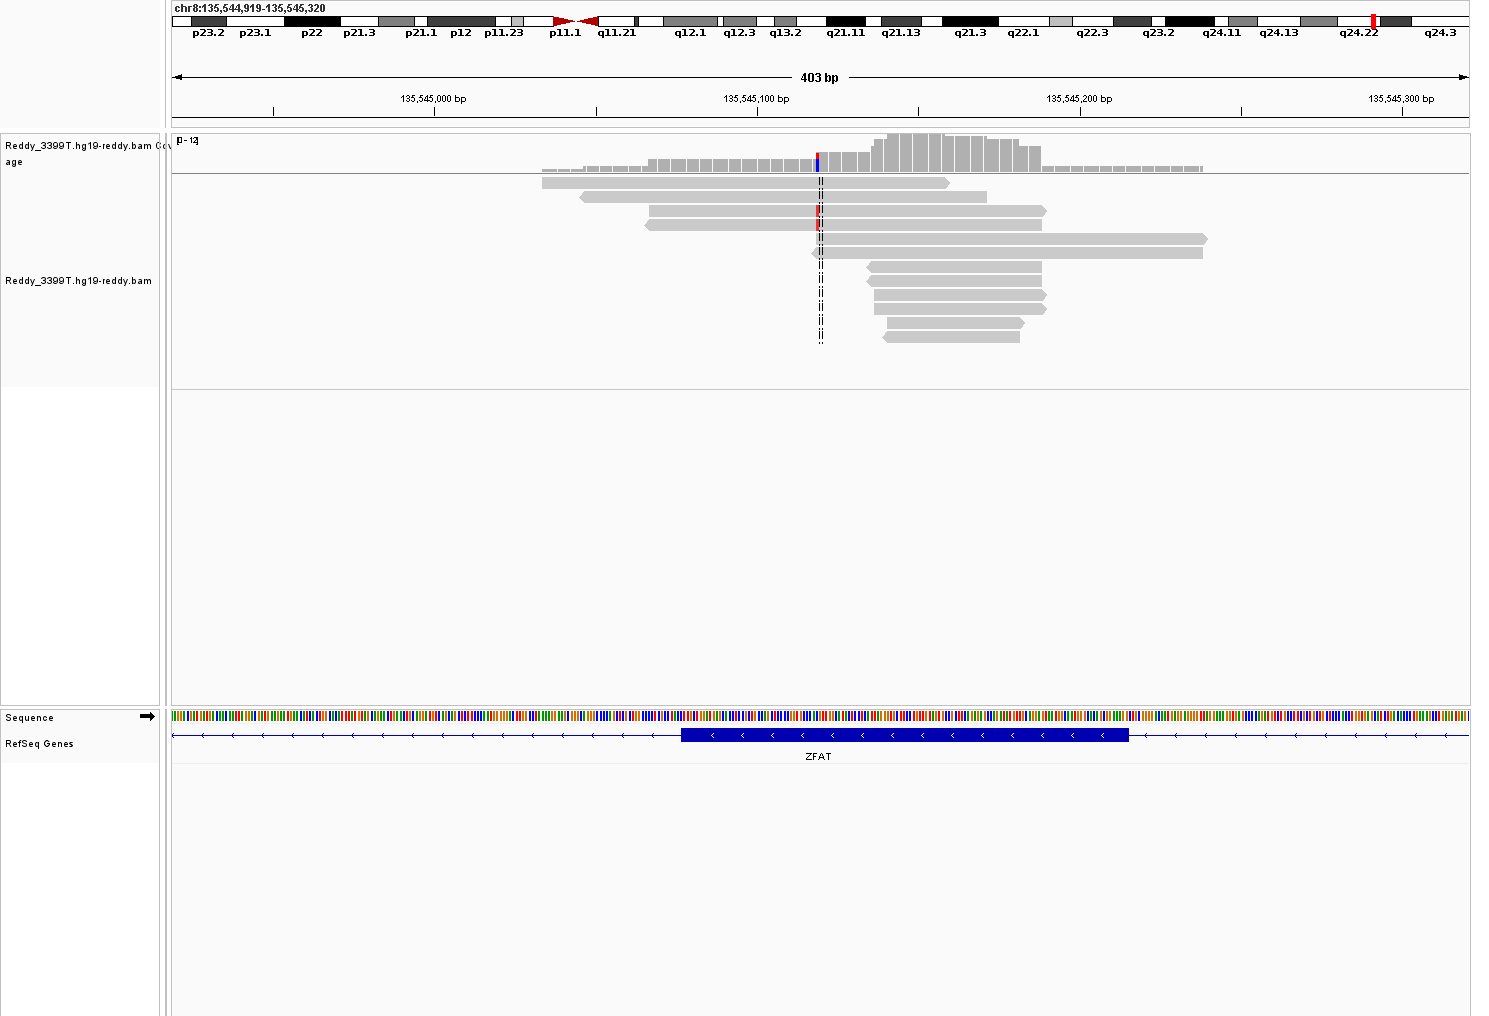 chr8:135,544,919-135,545,320
p23.2 p23.1 p22 p21.3 p21.1 p12 p11.23 p11.1 q11.21 q12.1 q12.3 q13.2 q21.11 q21.13 q21.3 q22.1 q22.3 q23.2 q24.11 q24.13 q24.22 q24.3
403 bp
135,545,000 bp 135,545,100 bp 135,545,200 bp 135,545,300 bp
Reddy_3399T.hg19-reddy.bam Cov
age
[0 - 12]
Reddy_3399T.hg19-reddy.bam
Sequence
RefSeq Genes
ZFAT